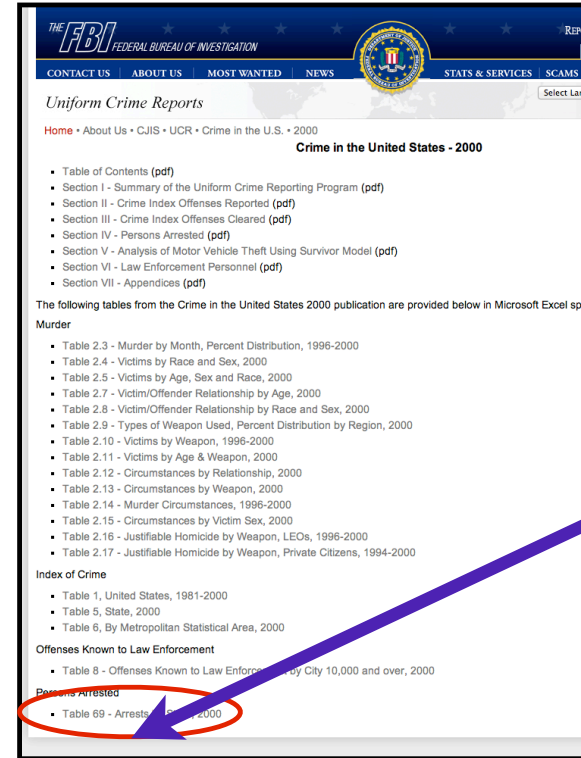 THE FBI FEDERAL BUREAU OF INVESTIGATION
CONTACT US ABOUT US MOST WANTED NEWS STATS & SERVICES SCAMS
Uniform Crime Reports
Home • About Us • CJIS • UCR • Crime in the U.S. • 2000
Crime in the United States - 2000
Table of Contents (pdf)
Section I - Summary of the Uniform Crime Reporting Program (pdf)
Section II - Crime Index Offenses Reported (pdf)
Section III - Crime Index Offenses Cleared (pdf)
Section IV - Persons Arrested (pdf)
Section V - Analysis of Motor Vehicle Theft Using Survivor Model (pdf)
Section VI - Law Enforcement Personnel (pdf)
Section VII - Appendices (pdf)
The following tables from the Crime in the United States 2000 publication are provided below in Microsoft Excel
Murder
Table 2.3 - Murder by Month, Percent Distribution, 1996-2000
Table 2.4 - Victims by Race and Sex, 2000
Table 2.5 - Victims by Age, Sex and Race, 2000
Table 2.7 - Victim/Offender Relationship by Age, 2000
Table 2.8 - Victim/Offender Relationship by Race and Sex, 2000
Table 2.9 - Types of Weapon Used, Percent Distribution by Region, 2000
Table 2.10 - Victims by Weapon, 1996-2000
Table 2.11 - Victims by Age & Weapon, 2000
Table 2.12 - Circumstances by Relationship, 2000
Table 2.13 - Circumstances by Weapon, 2000
Table 2.14 - Murder Circumstances, 1996-2000
Table 2.15 - Circumstances by Victim Sex, 2000
Table 2.16 - Justifiable Homicide by Weapon, LEOs, 1996-2000
Table 2.17 - Justifiable Homicide by Weapon, Private Citizens, 1994-2000
Index of Crime
Table 1, United States, 1981-2000
Table 5, State, 2000
Table 6, By Metropolitan Statistical Area, 2000
Offenses Known to Law Enforcement
Table 8 - Offenses Known to Law Enforcement by City 10,000 and over, 2000
Persons Arrested
Table 69 - Arrests 2000